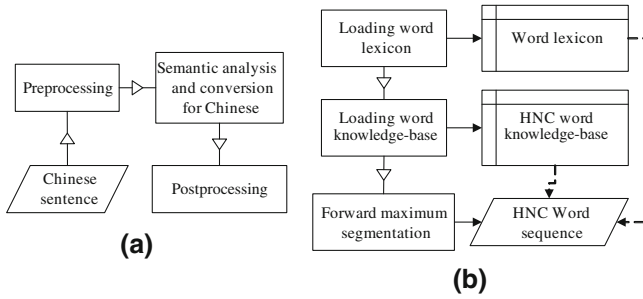 Preprocessing
Semantic analysis
and conversion
for Chinese
Chinese
sentence
Postprocessing
(a)
Loading word
lexicon
Word lexicon
Loading word
knowledge-base
HNC word
knowledge-base
Forward maximum
segmentation
HNC Word
sequence
(b)